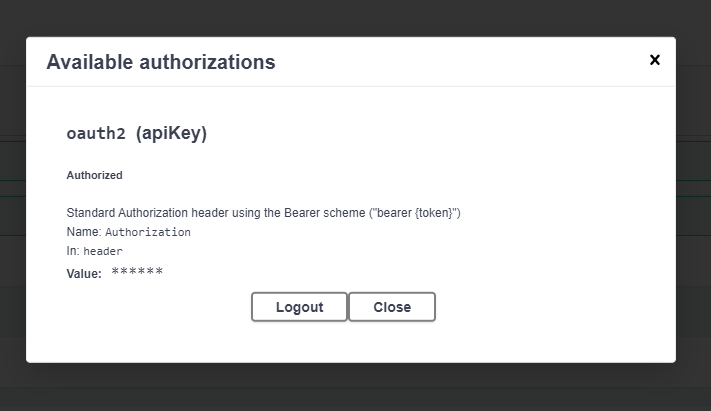 Available authorizations
x
oauth2 (apiKey)
Authorized
Standard Authorization header using the Bearer scheme ("bearer {token}")
Name: Authorization
In: header
Value: ******
Logout Close